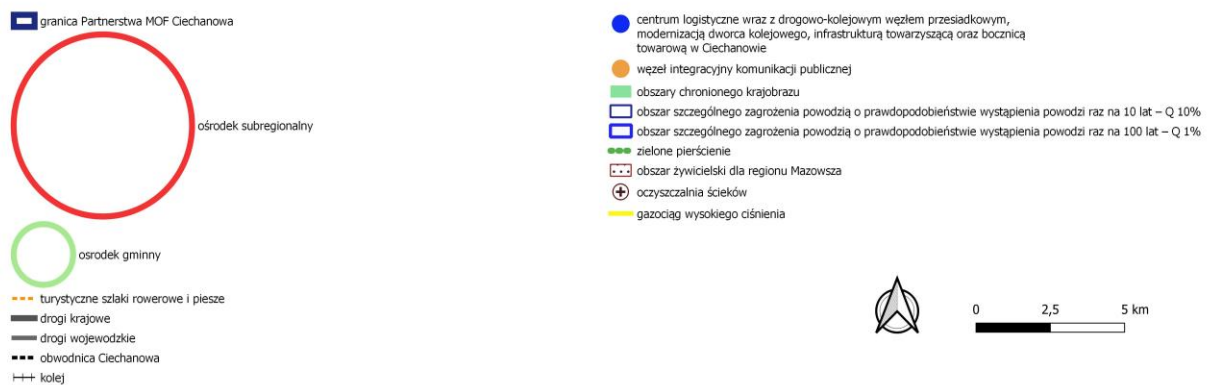 granica Partnerstwa MOF Ciechanowa
ośrodek subregionalny
osrodek gminny
turystyczne szlaki rowerowe i piesze
drogi krajowe
drogi wojewodzkie
obwodnica Ciechanowa
kolej
centrum logistyczne wraz z drogowo-kolejowym węzłem przesiadkowym,
modernizacją dworca kolejowego, infrastrukturą towarzyszącą oraz bocznicą
towarową w Ciechanowie
węzeł integracyjny komunikacji publicznej
obszary chronionego krajobrazu
obszar szczególnego zagrożenia powodzią o prawdopodobieństwie wystąpienia powodzi raz na 10 lat – Q 10%
obszar szczególnego zagrożenia powodzią o prawdopodobieństwie wystąpienia powodzi raz na 100 lat – Q 1%
zielone pierścienie
obszar żywicielski dla regionu Mazowsza
oczyszczalnia ścieków
gazociąg wysokiego ciśnienia
0 2,5 5 km